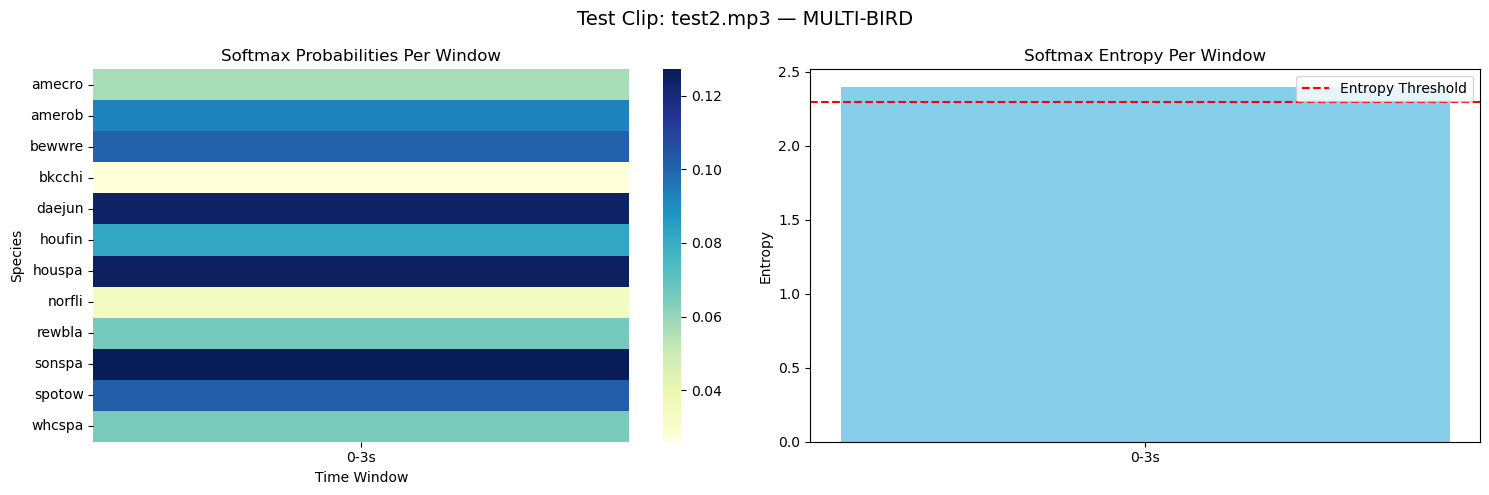 Test Clip: test2.mp3 — MULTI-BIRD
Softmax Probabilities Per Window
Species
amecro
amerob
bewwre
bkcchi
daejun
houfin
houspa
norfli
rewbla
sonspa
spotow
whcspa
0-3s
Time Window
0.12
0.10
0.08
0.06
0.04
Softmax Entropy Per Window
Entropy Threshold
Entropy
2.5
2.0
1.5
1.0
0.5
0.0
0-3s